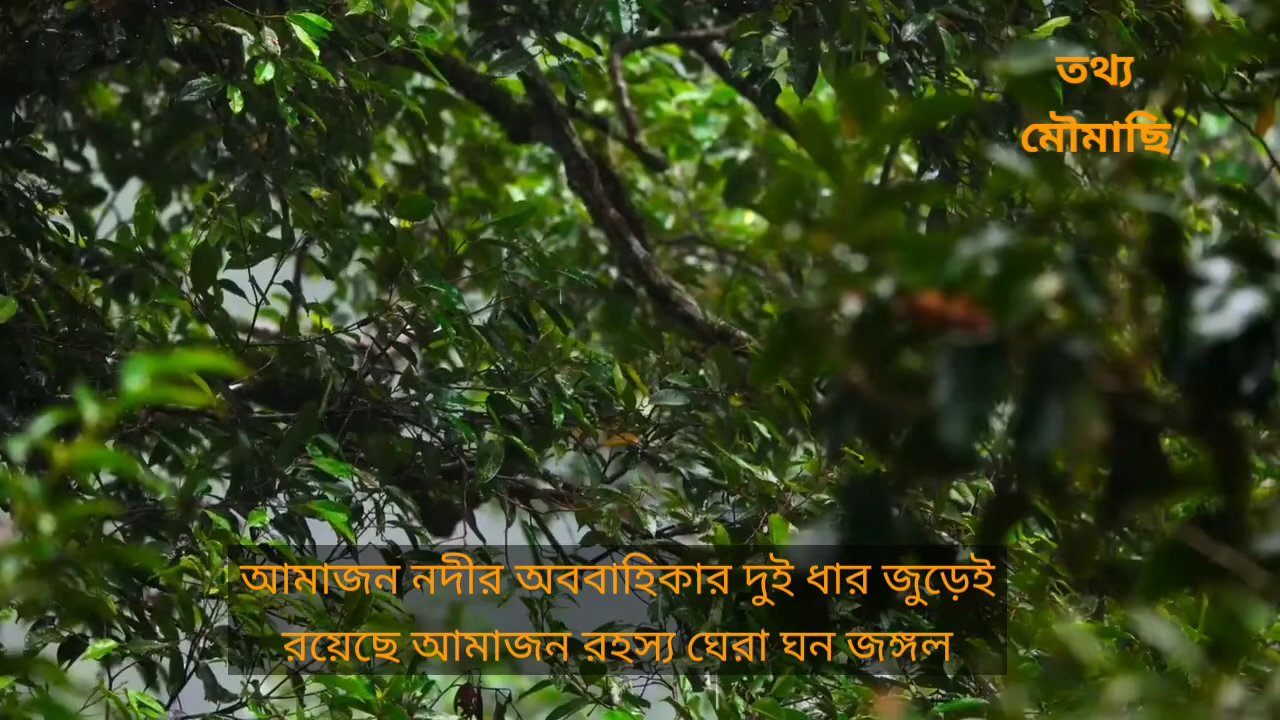 তথ্য
মৌমাছি
আমাজন নদীর অববাহিকার দুই ধার জুড়েই
রয়েছে আমাজন রহস্য ঘেরা ঘন জঙ্গল